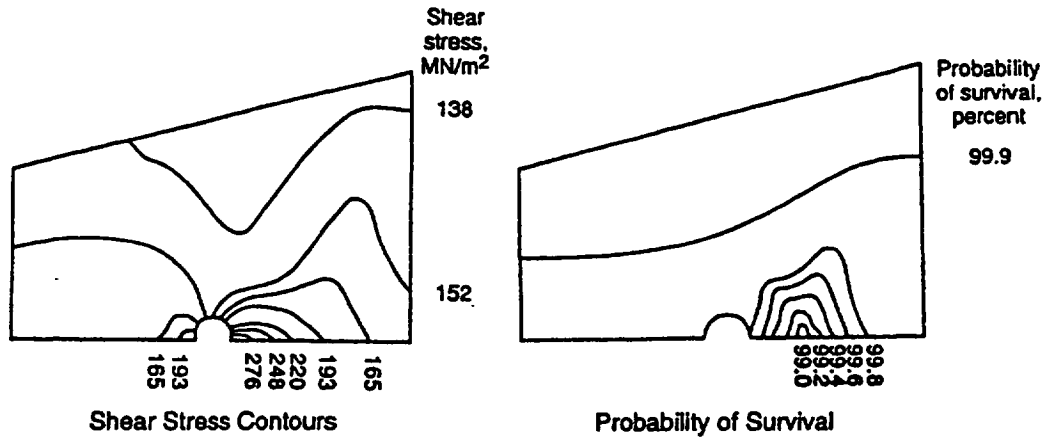 Shear
stress,
MN/m2
138
152
165
193
276
248
220
193
165
Shear Stress Contours
Probability
of survival,
percent
99.9
99.0
99.2
99.4
99.6
99.8
Probability of Survival